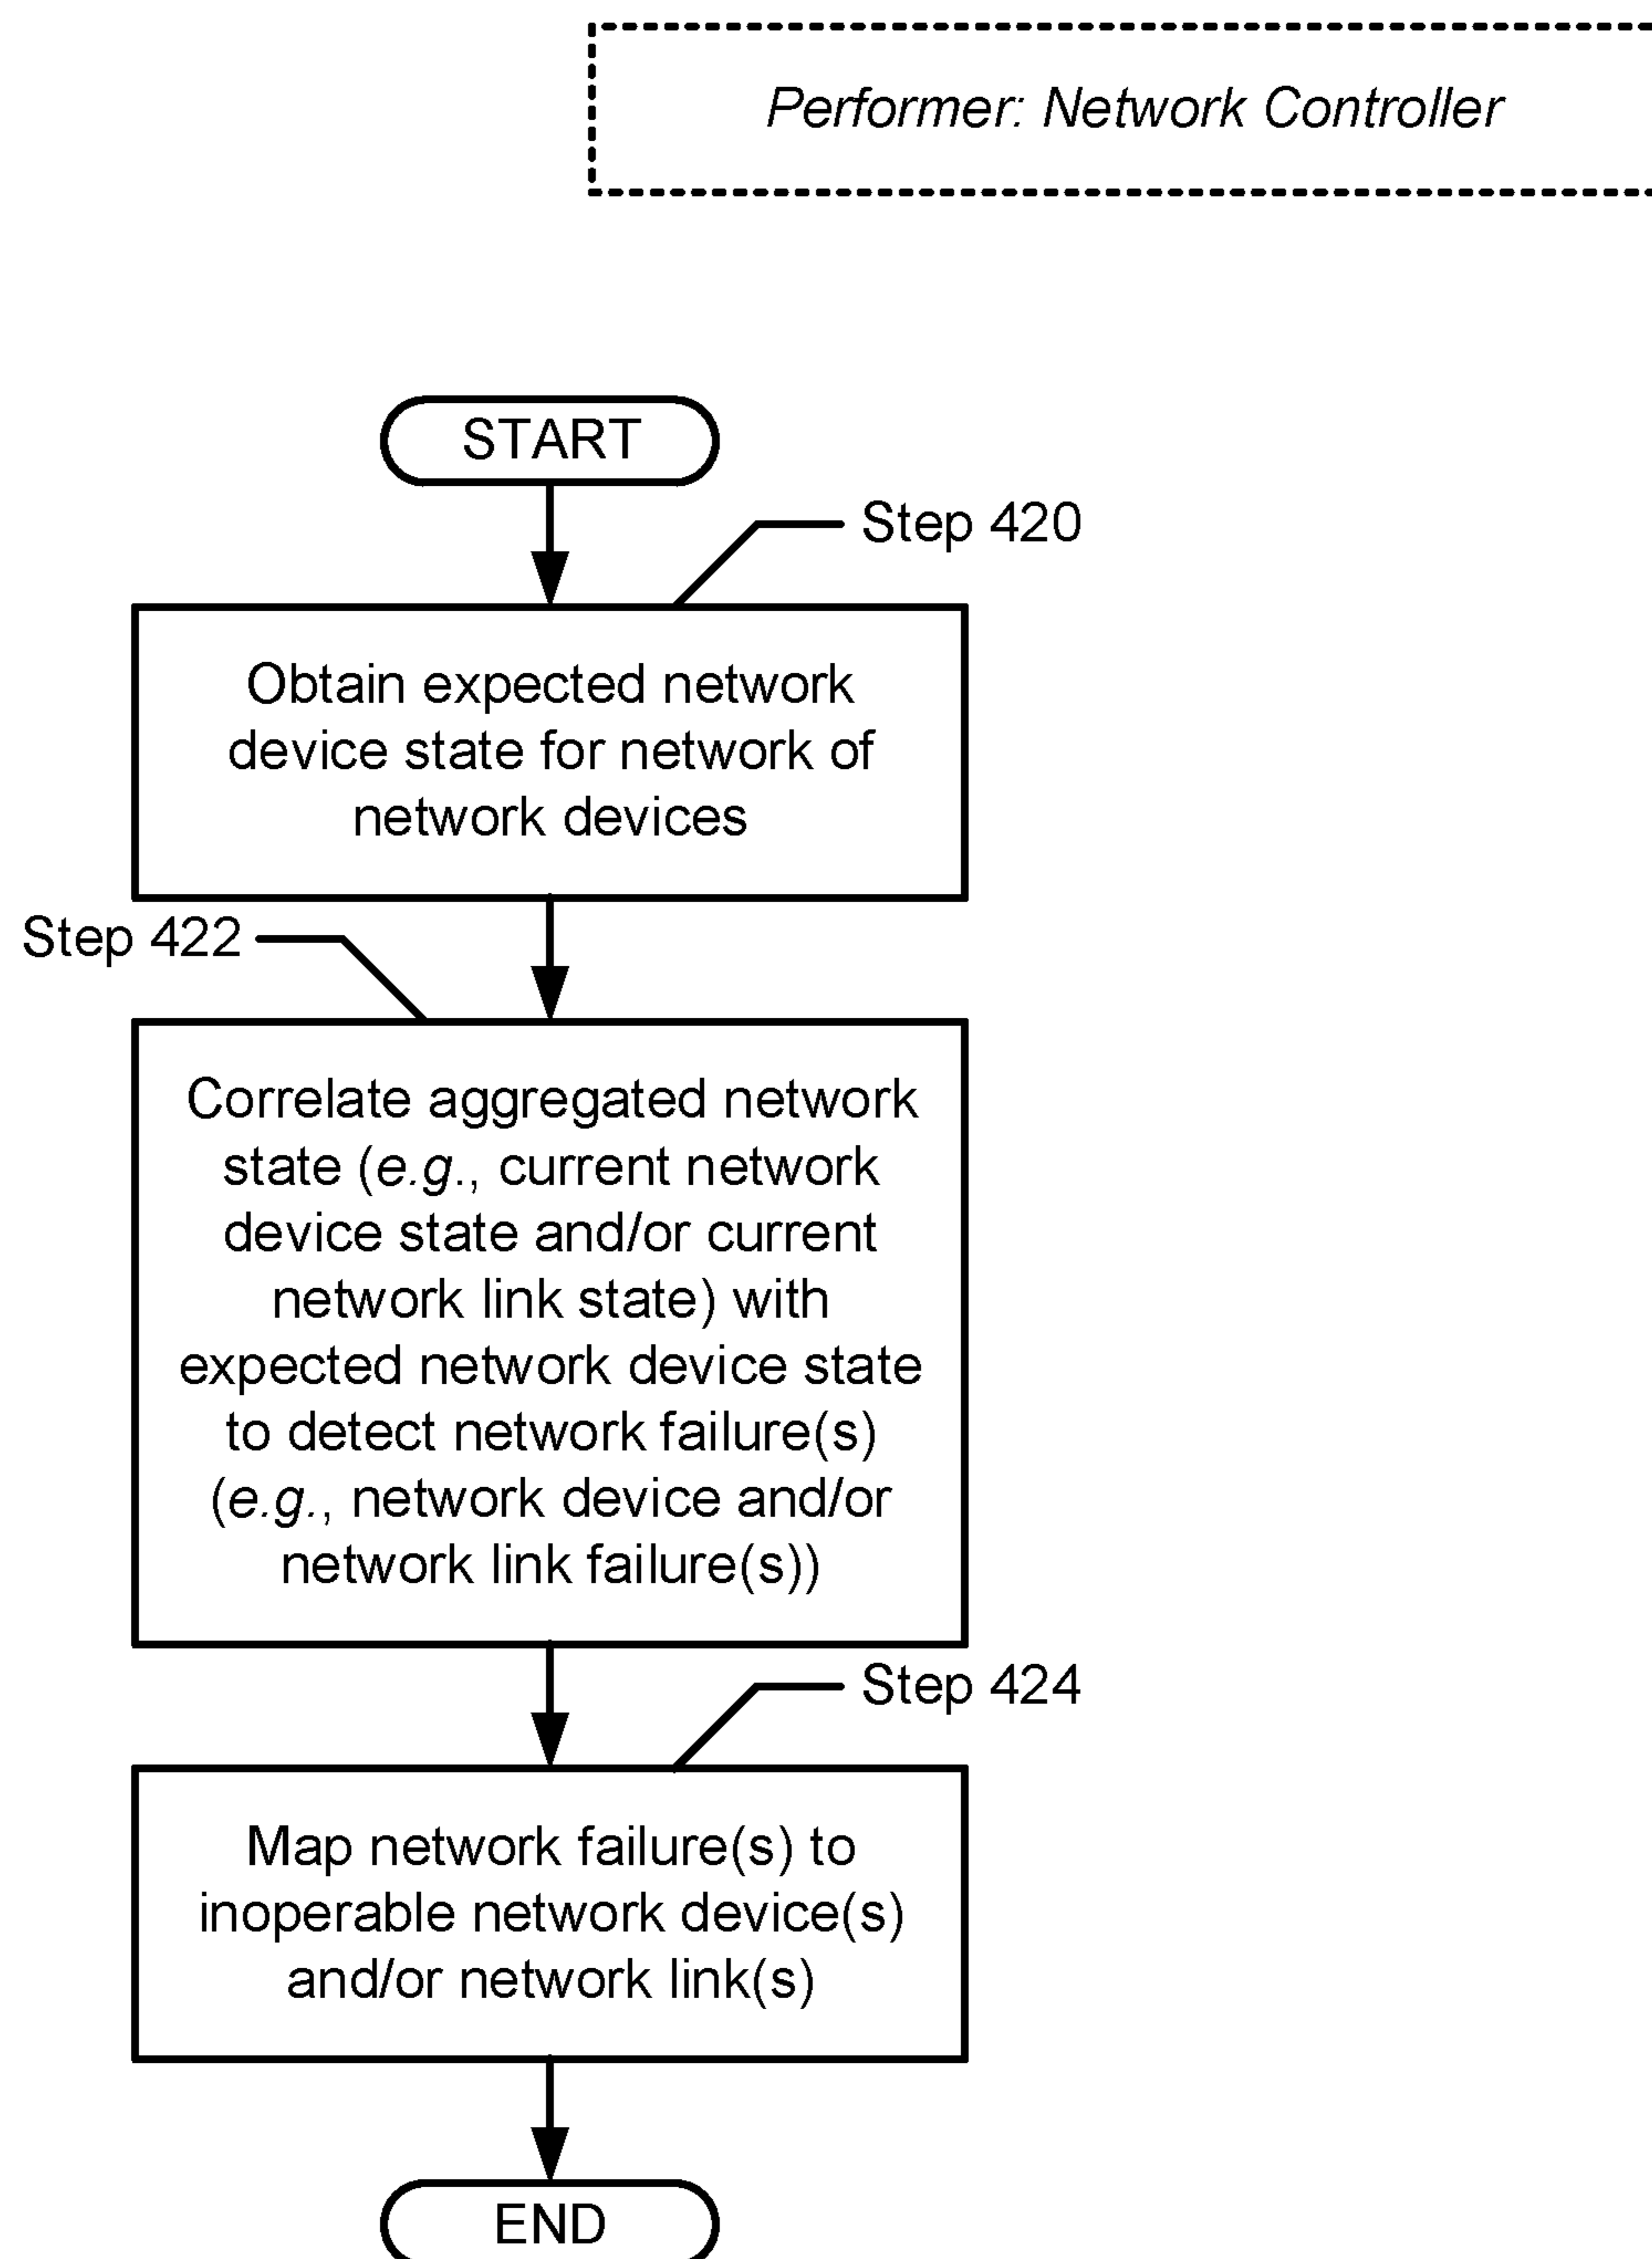 Performer: Network Controller
START
Step 420
Obtain expected network
device state for network of
network devices
Step 422
Correlate aggregated network
state (e.g., current network
device state and/or current
network link state) with
expected network device state
to detect network failure(s)
(e.g., network device and/or
network link failure(s))
Step 424
Map network failure(s) to
inoperable network device(s)
and/or network link(s)
END